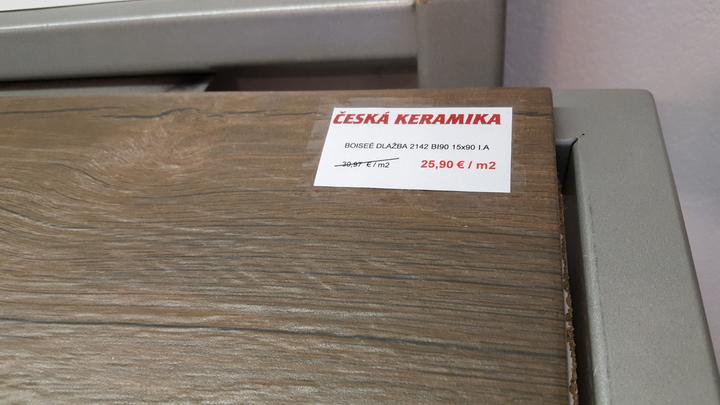 ČESKÁ KERAMIKA
BOISEÉ DLAŽBA 2142 BI90 15x90 I.A
30,97 € / m2 25,90 € / m2